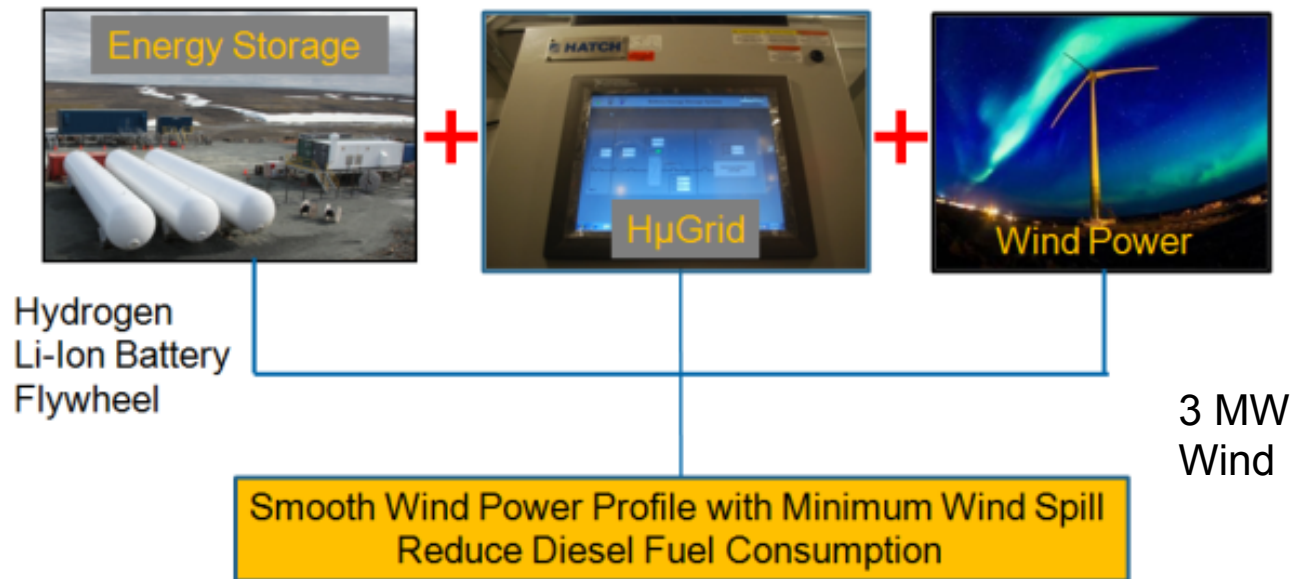 Energy Storage
HATCH
HµGrid
Wind Power
Hydrogen
Li-Ion Battery
Flywheel
3 MW
Wind
Smooth Wind Power Profile with Minimum Wind Spill
Reduce Diesel Fuel Consumption